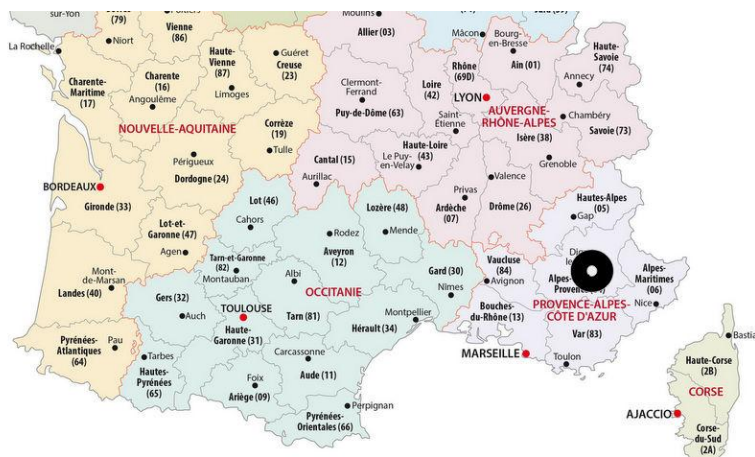 sur-Yon
(79)
Poitiers
Vienne
(86)
Moulins
Allier (03)
Mâcon
Bourg-
en-Bresse
La Rochelle
Niort
Guéret
Haute-
Vienne
(87)
Creuse
(23)
Rhône
(69D)
Ain (01)
Haute-
Savoie
(74)
Charente-
Maritime
(17)
Charente
(16)
Angoulême
Limoges
Clermont-
Ferrand
Puy-de-Dôme (63)
Loire
(42)
LYON
Annecy
NOUVELLE-AQUITAINE
AUVERGNE-
RHÔNE-ALPES
Chambéry
Savoie (73)
Corrèze
(19)
Tulle
Saint-
Étienne
Isère (38)
Périgueux
Dordogne (24)
Cantal (15)
Aurillac
Haute-Loire
(43)
Le Puy-
en-Velay
Grenoble
Valence
BORDEAUX
Gironde (33)
Privas
Ardèche
(07)
Drôme (26)
Hautes-Alpes
(05)
Gap
Lot (46)
Cahors
Lozère (48)
Mende
Lot-et-
Garonne (47)
Agen
Rodez
Aveyron
(12)
Tarn-et-Garonne
(82)
Montauban
Albi
Gard (30)
Nîmes
Vaucluse
(84)
Avignon
Alpes-
Alpes-
Maritimes
(06)
Nice
Mont-
de-Marsan
Landes (40)
Gers (32)
Auch
TOULOUSE
OCCITANIE
Haute-
Garonne (31)
Tarn (81)
Montpellier
Hérault (34)
Bouches-
du-Rhône (13)
PROVENCE-ALPES-
CÔTE D'AZUR
Var (83)
Pyrénées-
Atlantiques
(64)
Pau
Tarbes
Hautes-
Pyrénées
(65)
Foix
Ariège (09)
Carcassonne
Aude (11)
MARSEILLE
Toulon
Perpignan
Pyrénées-
Orientales (66)
Bastia
Haute-Corse
(2B)
CORSE
AJACCIO
Corse-
du-Sud
(2A)